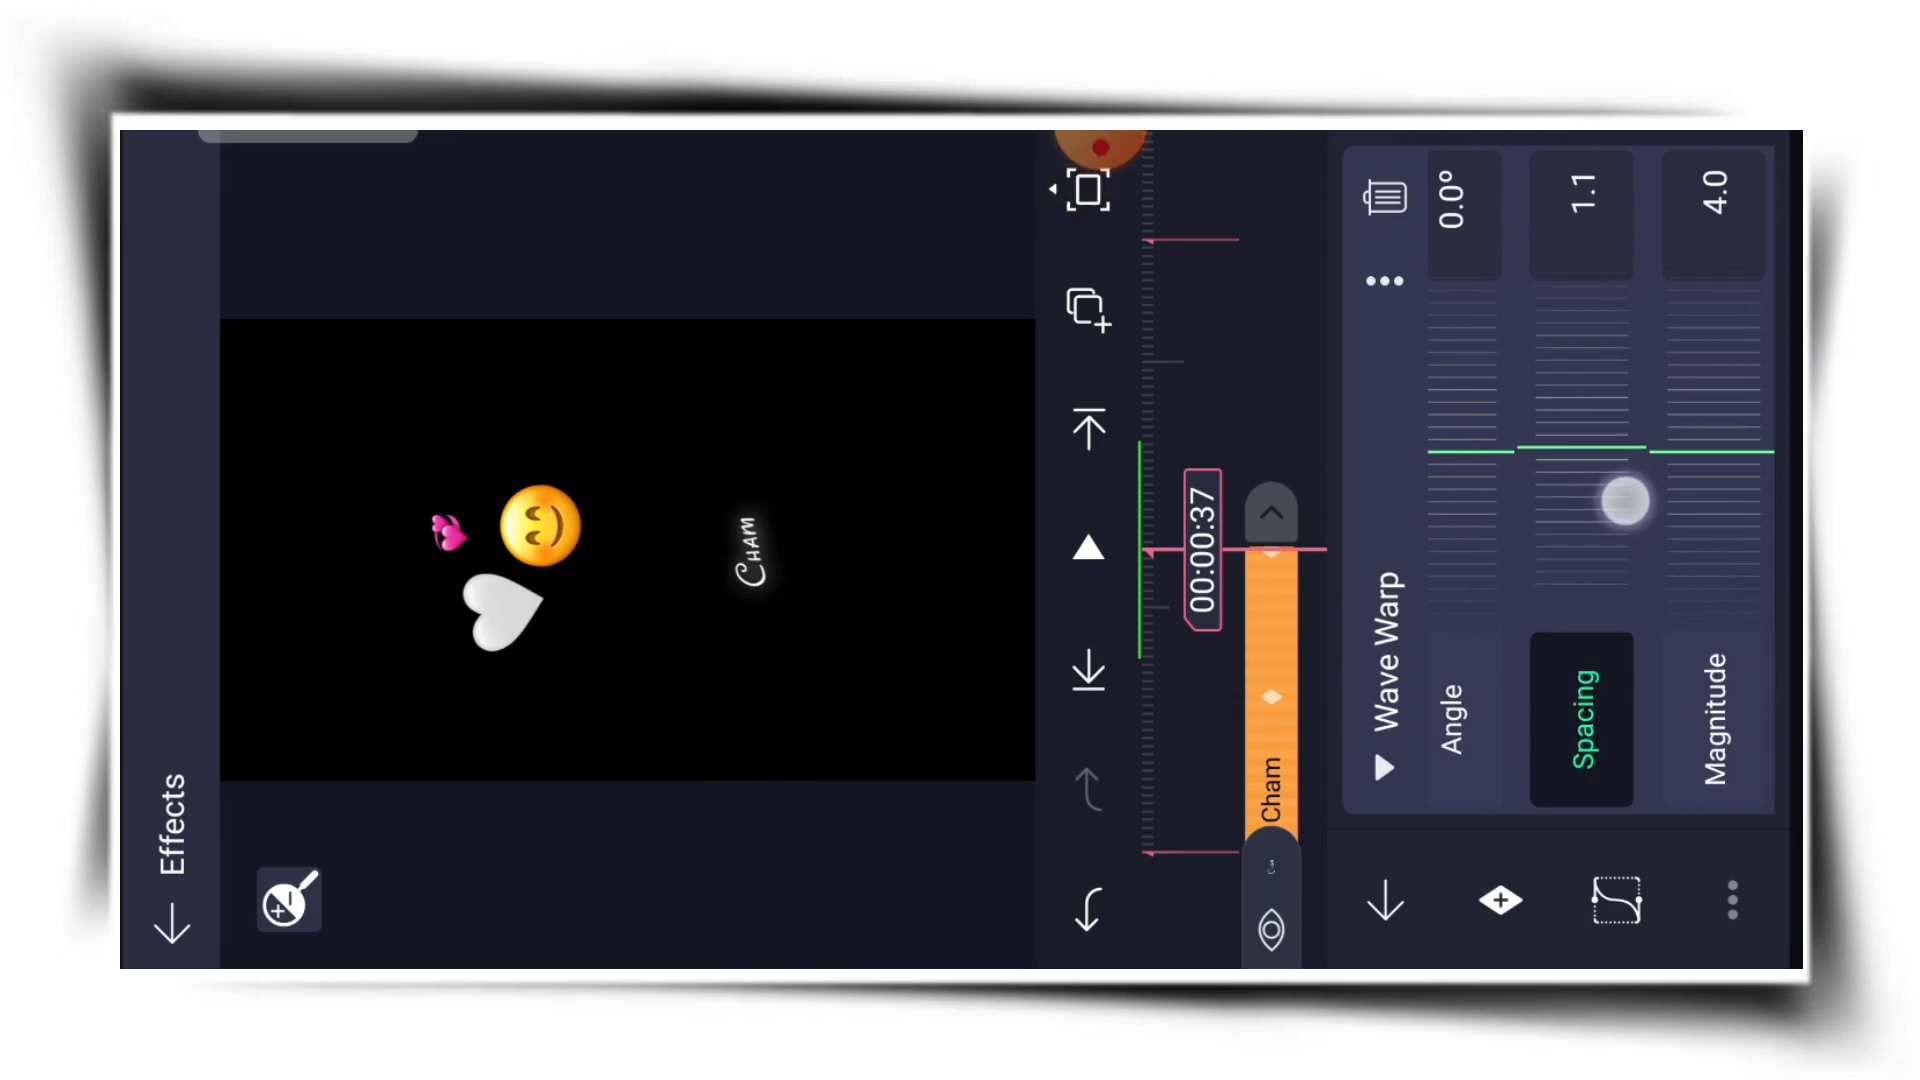 Effects
Cham
00:00:37
Cham
Wave Warp
Angle
0.0°
Spacing
1.1
Magnitude
4.0